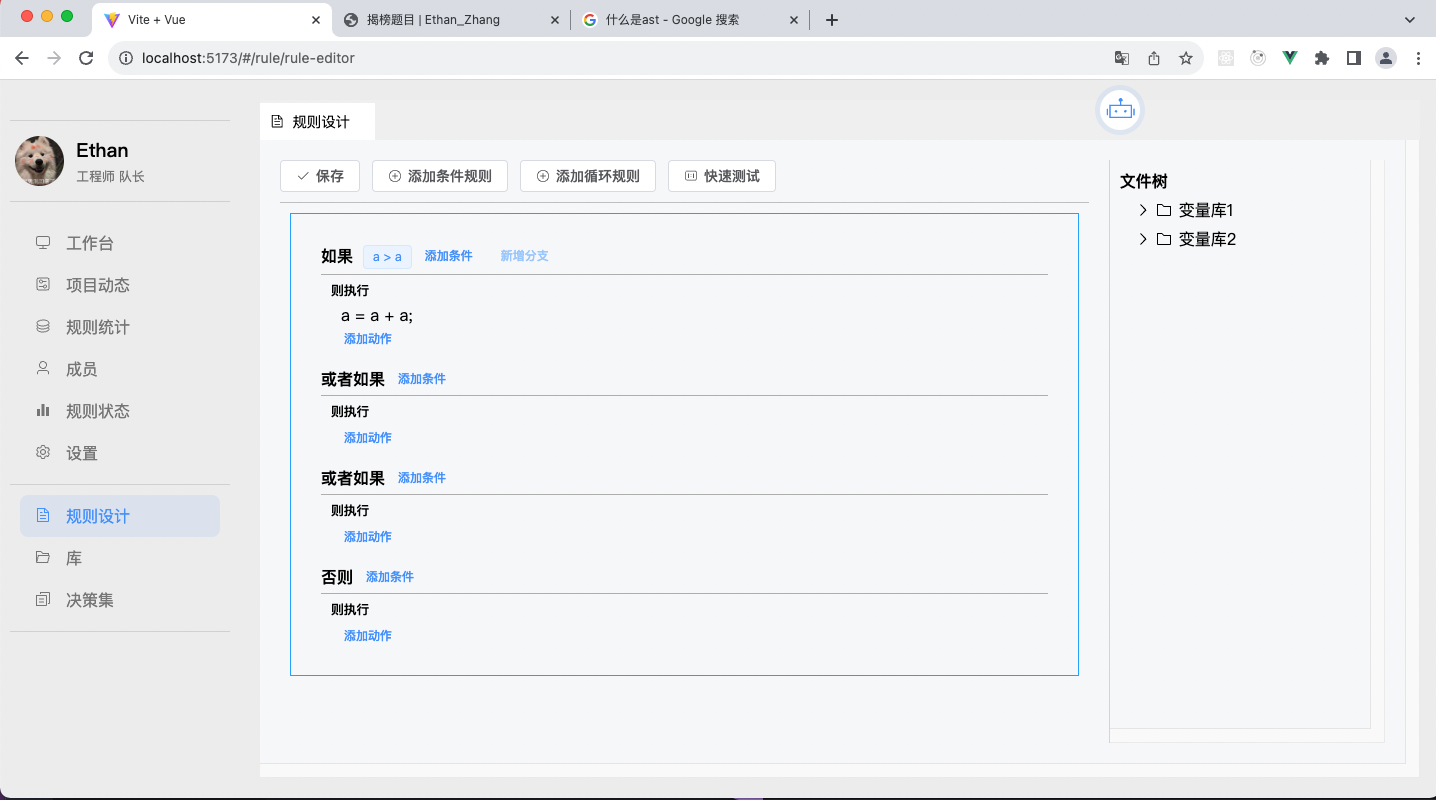 Vite + Vue
揭榜题目 | Ethan_Zhang
什么是ast - Google 搜索
localhost:5173/#/rule/rule-editor
Ethan
工程师 队长
工作台
项目动态
规则统计
成员
规则状态
设置
规则设计
库
决策集
规则设计
保存
添加条件规则
添加循环规则
快速测试
如果 a > a 添加条件 新增分支
则执行
a = a + a;
添加动作
或者如果 添加条件
则执行
添加动作
或者如果 添加条件
则执行
添加动作
否则 添加条件
则执行
添加动作
文件树
变量库1
变量库2